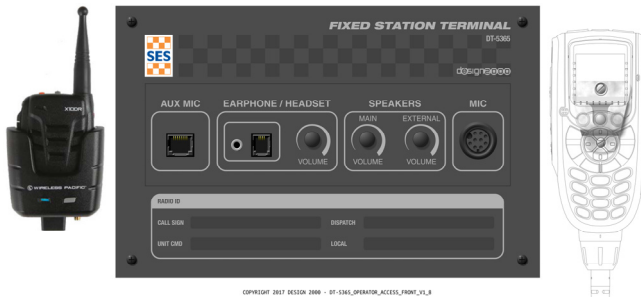 X10DR
WIRELESS PACIFIC
FIXED STATION TERMINAL
DT-5365
SES
design2000
AUX MIC
EARPHONE / HEADSET
SPEAKERS
MIC
MAIN
EXTERNAL
VOLUME
VOLUME
VOLUME
RADIO ID
CALL SIGN
DISPATCH
UNIT CMD
LOCAL
COPYRIGHT 2017 DESIGN 2000 - DT-5365_OPERATOR_ACCESS_FRONT_V1_8